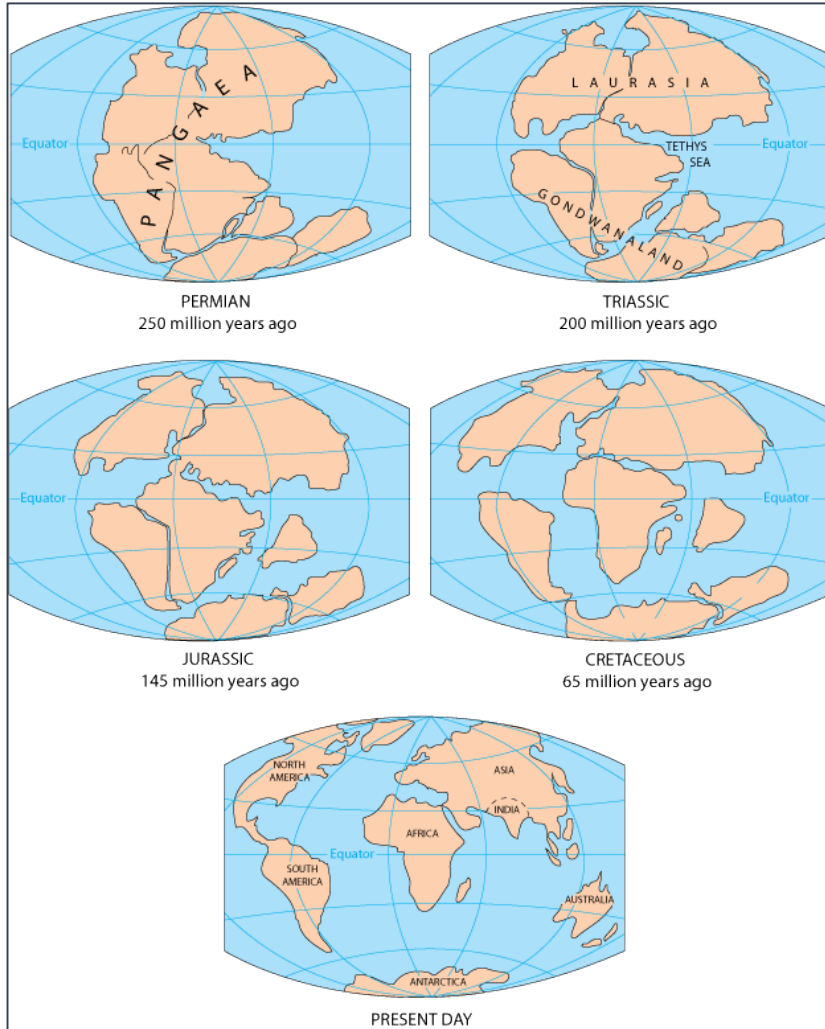 PANGAEA
Equator
PERMIAN
250 million years ago
LAURASIA
TETHYS
SEA
Equator
GONDWANALAND
TRIASSIC
200 million years ago
Equator
JURASSIC
145 million years ago
Equator
CRETACEOUS
65 million years ago
NORTH
AMERICA
ASIA
INDIA
AFRICA
Equator
SOUTH
AMERICA
AUSTRALIA
ANTARCTICA
PRESENT DAY